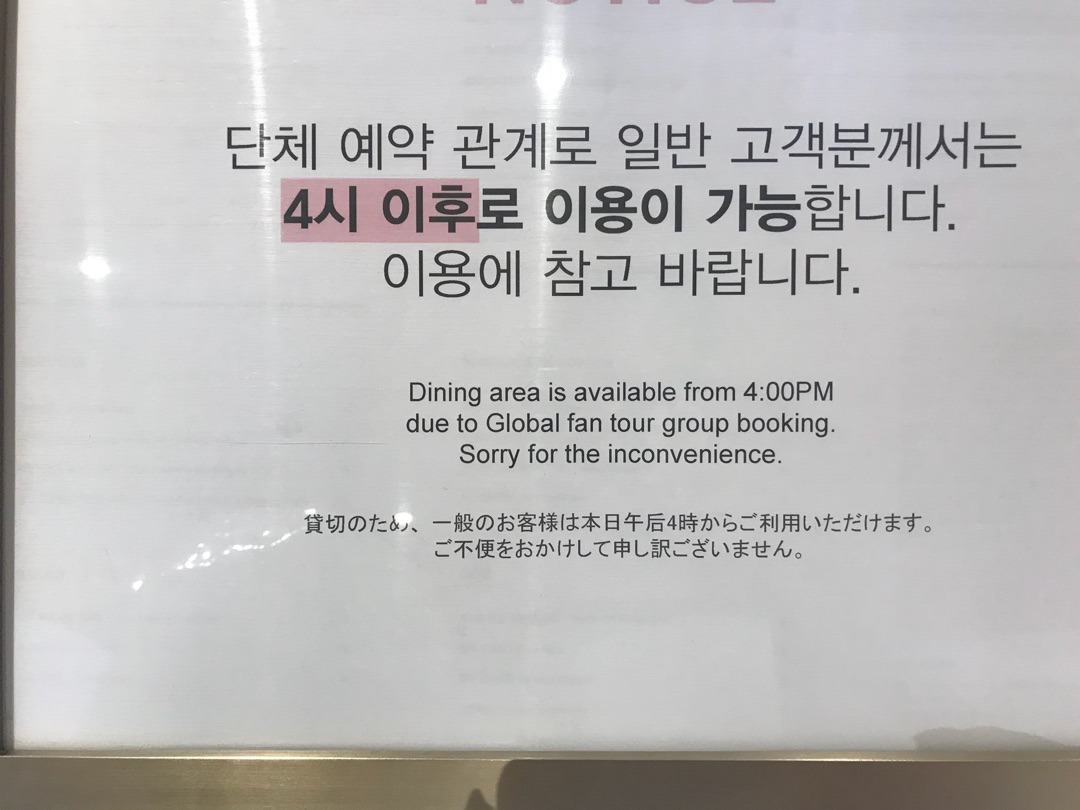 NOTICE
단체 예약 관계로 일반 고객분께서는
4시 이후로 이용이 가능합니다.
이용에 참고 바랍니다.
Dining area is available from 4:00PM
due to Global fan tour group booking.
Sorry for the inconvenience.
貸切のため、一般のお客様は本日午后4時からご利用いただけます。
ご不便をおかけして申し訳ございません。